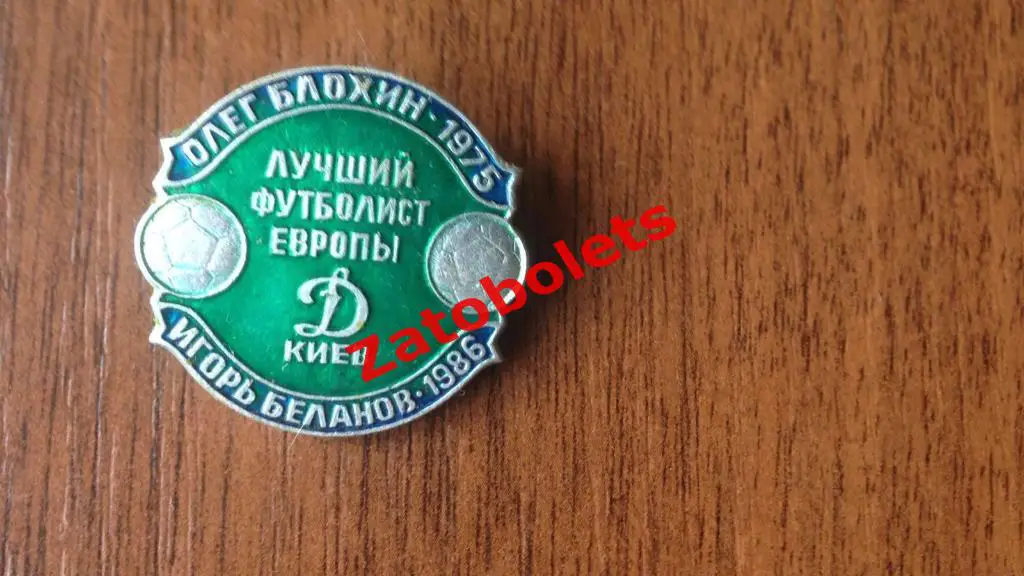 ОЛЕГ БЛОХИН · 1975
ЛУЧШИЙ
ФУТБОЛИСТ
ЕВРОПЫ
Д
КИЕВ
ИГОРЬ БЕЛАНОВ · 1986
Zatobolets